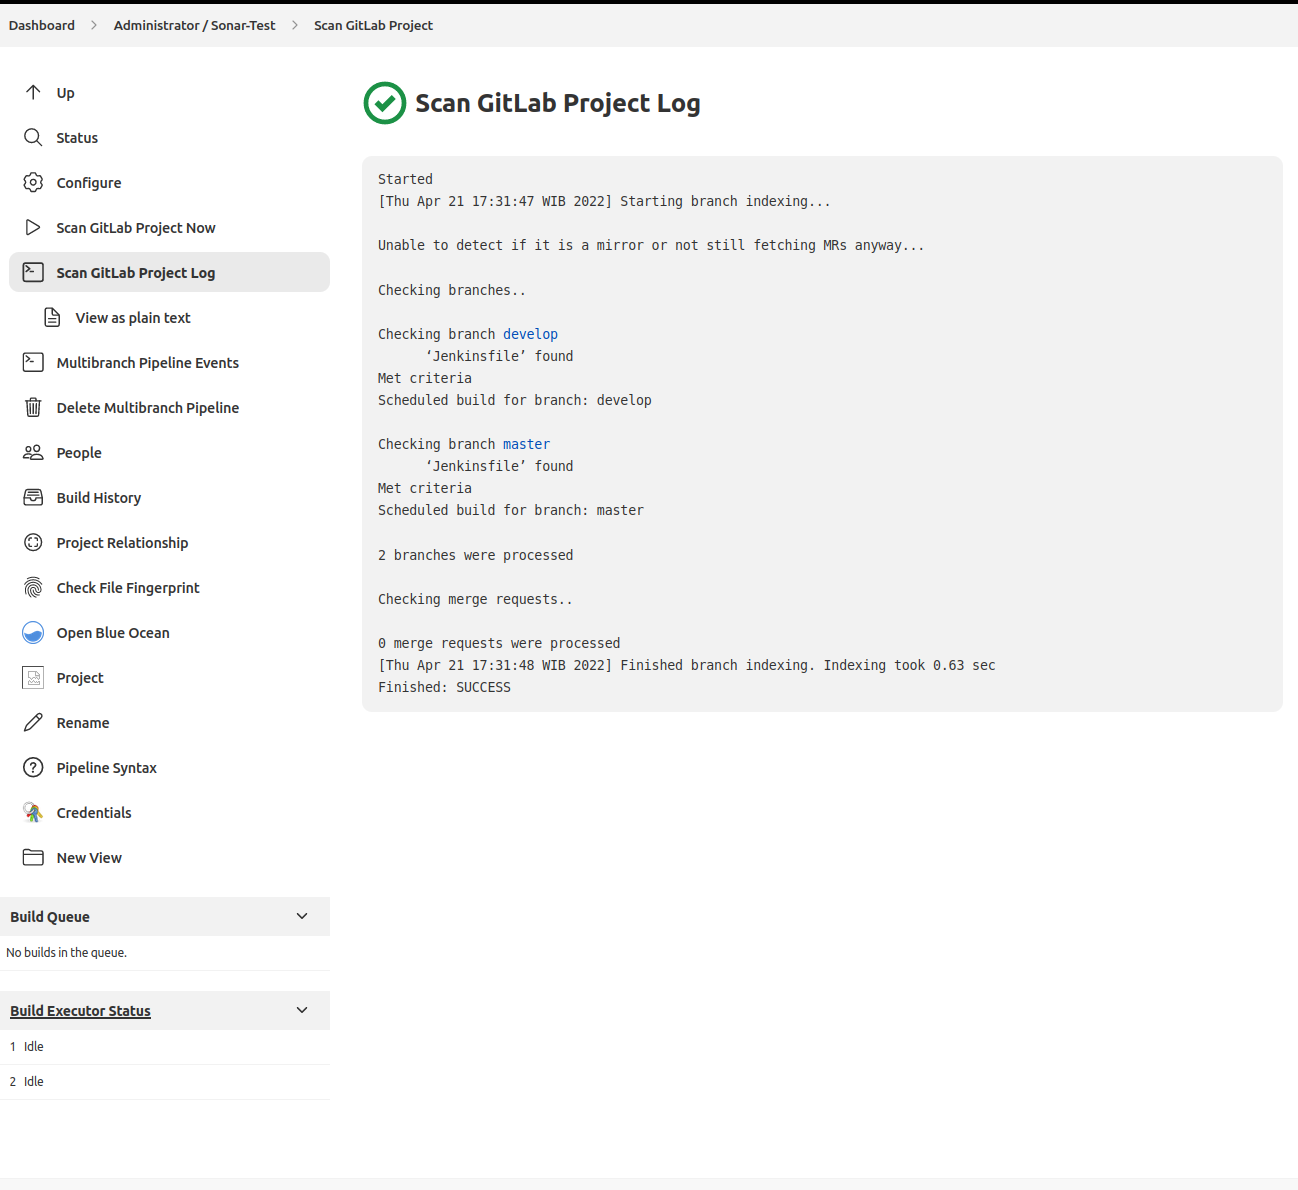 Dashboard
Administrator / Sonar-Test
Scan GitLab Project
Up
Status
Configure
Scan GitLab Project Now
Scan GitLab Project Log
View as plain text
Multibranch Pipeline Events
Delete Multibranch Pipeline
People
Build History
Project Relationship
Check File Fingerprint
Open Blue Ocean
Project
Rename
Pipeline Syntax
Credentials
New View
Build Queue
No builds in the queue.
Build Executor Status
1 Idle
2 Idle
Scan GitLab Project Log
Started
[Thu Apr 21 17:31:47 WIB 2022] Starting branch indexing...
Unable to detect if it is a mirror or not still fetching MRs anyway...
Checking branches..
Checking branch develop
‘Jenkinsfile’ found
Met criteria
Scheduled build for branch: develop
Checking branch master
‘Jenkinsfile’ found
Met criteria
Scheduled build for branch: master
2 branches were processed
Checking merge requests..
0 merge requests were processed
[Thu Apr 21 17:31:48 WIB 2022] Finished branch indexing. Indexing took 0.63 sec
Finished: SUCCESS